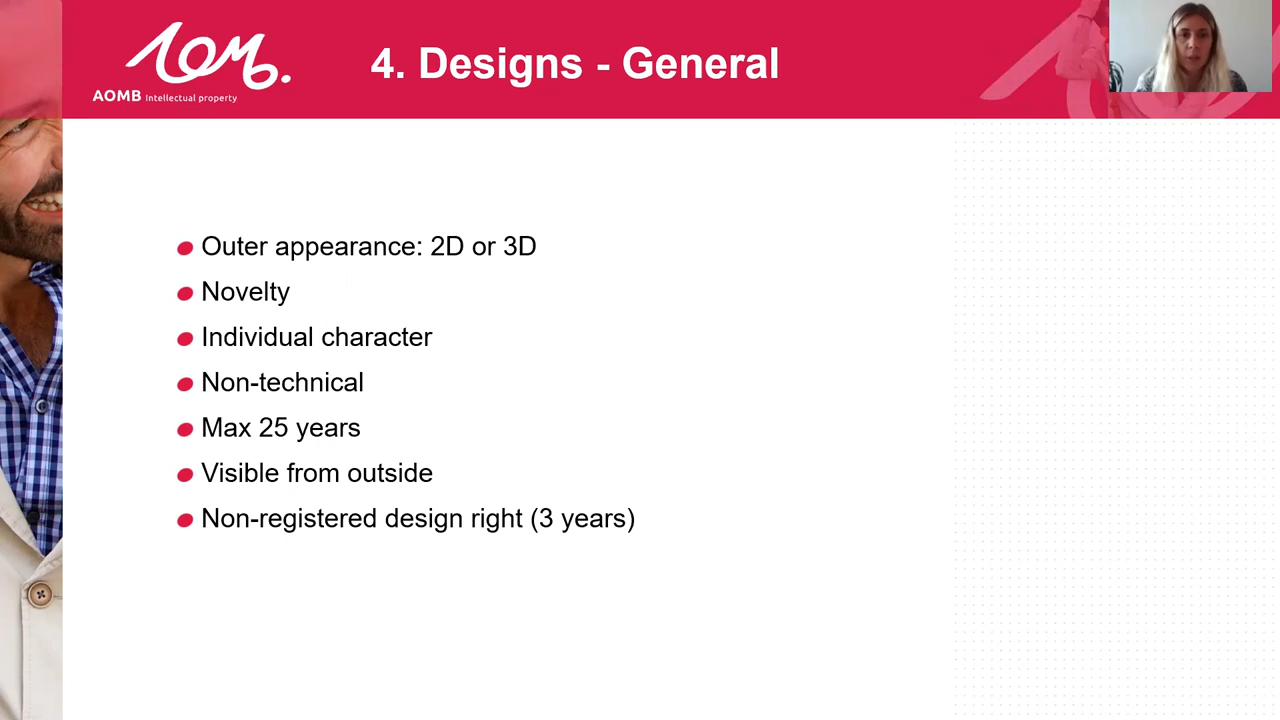 AOM.
AOMB Intellectual property
4. Designs - General
Outer appearance: 2D or 3D
Novelty
Individual character
Non-technical
Max 25 years
Visible from outside
Non-registered design right (3 years)